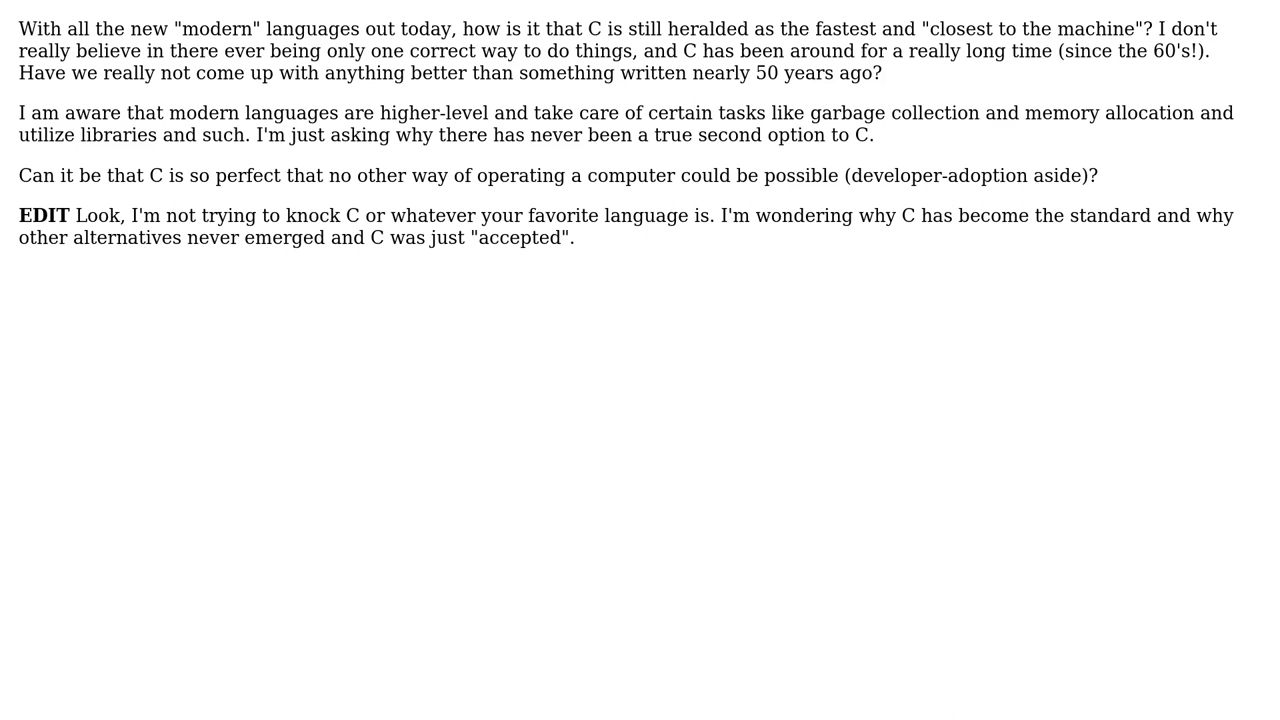 With all the new "modern" languages out today, how is it that C is still heralded as the fastest and "closest to the machine"? I don't
really believe in there ever being only one correct way to do things, and C has been around for a really long time (since the 60's!).
Have we really not come up with anything better than something written nearly 50 years ago?
I am aware that modern languages are higher-level and take care of certain tasks like garbage collection and memory allocation and
utilize libraries and such. I'm just asking why there has never been a true second option to C.
Can it be that C is so perfect that no other way of operating a computer could be possible (developer-adoption aside)?
EDIT Look, I'm not trying to knock C or whatever your favorite language is. I'm wondering why C has become the standard and why
other alternatives never emerged and C was just "accepted".